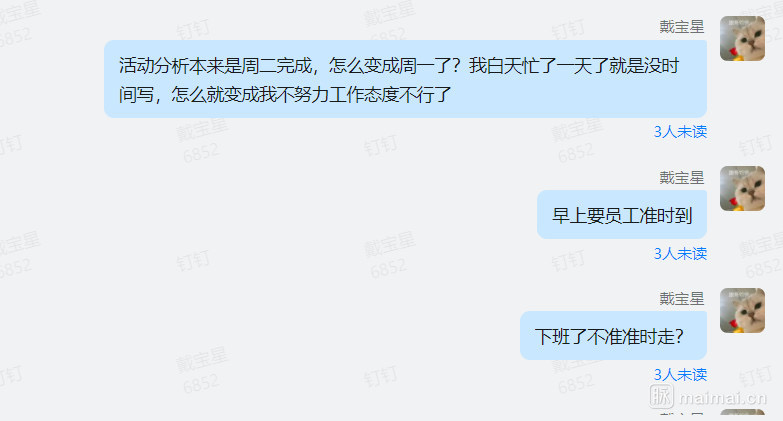 戴宝星
活动分析本来是周二完成，怎么变成周一了？我白天忙了一天了就是没时
间写，怎么就变成我不努力工作态度不行了
3人未读
戴宝星
早上要员工准时到
3人未读
戴宝星
下班了不准准时走？
3人未读
脉 maimai.cn
戴宝星
6852
钉钉